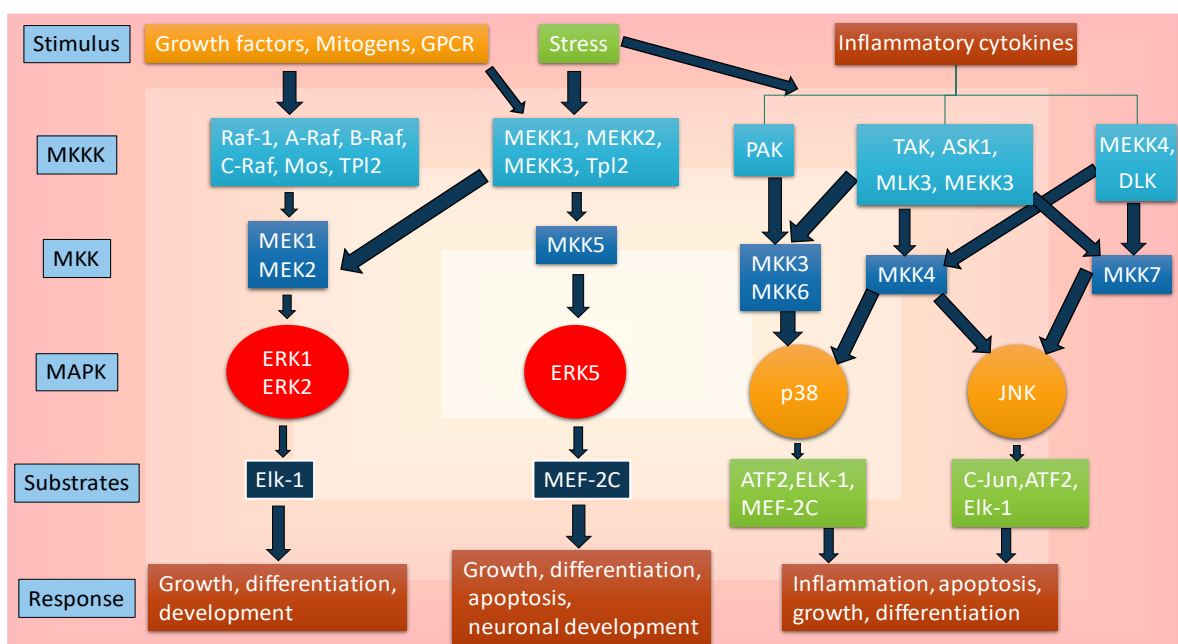 Stimulus
Growth factors, Mitogens, GPCR
Stress
Inflammatory cytokines
MKKK
Raf-1, A-Raf, B-Raf,
C-Raf, Mos, TPl2
MEKK1, MEKK2,
MEKK3, Tpl2
PAK
TAK, ASK1,
MLK3, MEKK3
MEKK4,
DLK
MKK
MEK1
MEK2
MKK5
MKK3
MKK6
MKK4
MKK7
MAPK
ERK1
ERK2
ERK5
p38
JNK
Substrates
Elk-1
MEF-2C
ATF2,ELK-1,
MEF-2C
C-Jun,ATF2,
Elk-1
Response
Growth, differentiation,
development
Growth, differentiation,
apoptosis,
neuronal development
Inflammation, apoptosis,
growth, differentiation